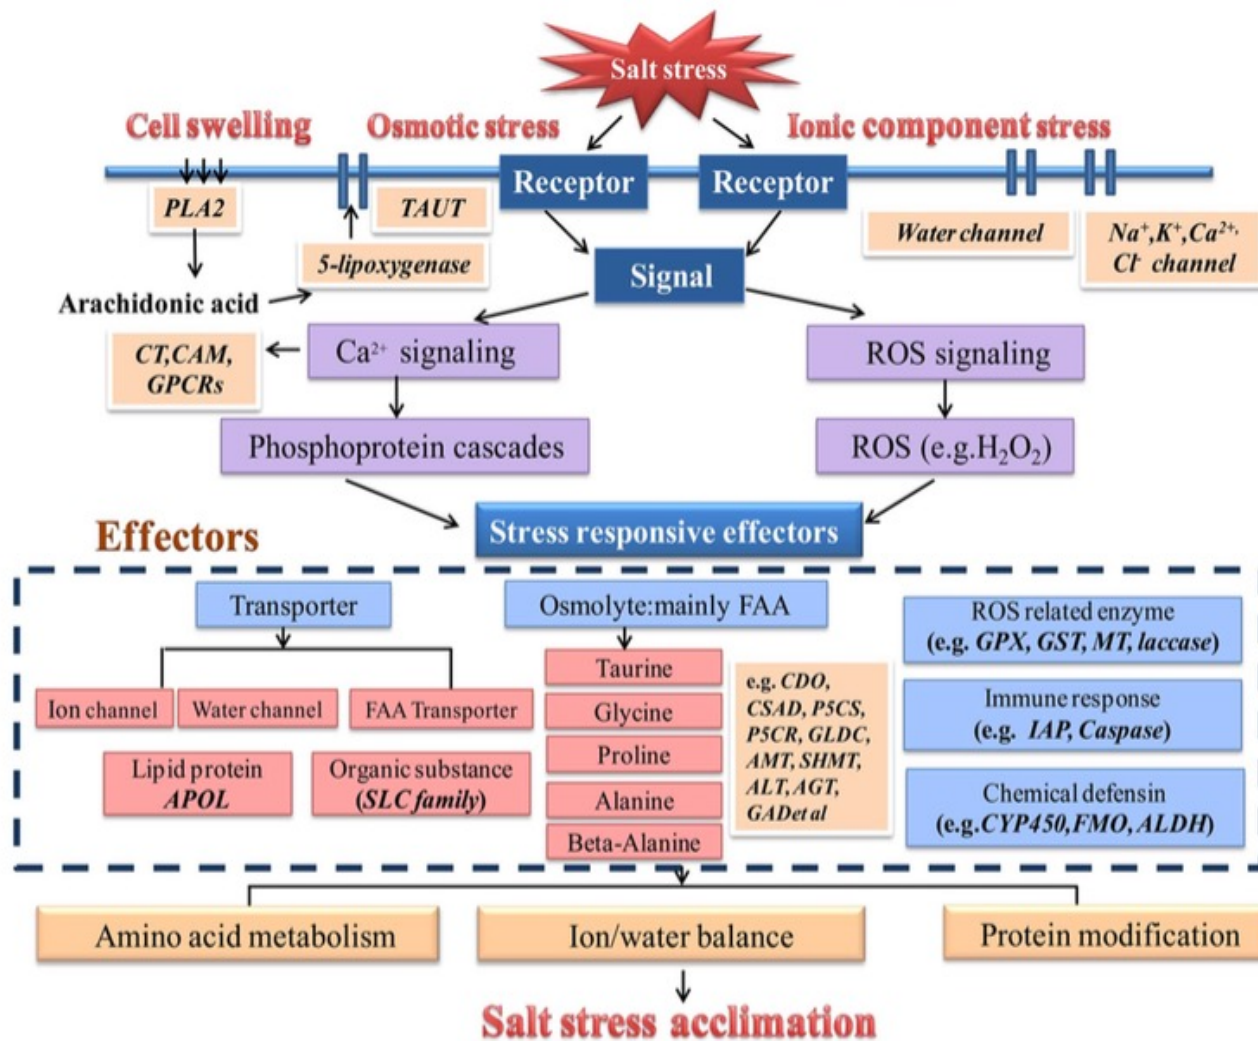 Salt stress
Cell swelling
Osmotic stress
Ionic component stress
Receptor
Receptor
PLA2
TAUT
Water channel
Na⁺,K⁺,Ca²⁺,
Cl⁻ channel
5-lipoxygenase
Signal
Arachidonic acid
CT,CAM,
GPCRs
Ca²⁺ signaling
ROS signaling
Phosphoprotein cascades
ROS (e.g.H₂O₂)
Stress responsive effectors
Effectors
Transporter
Ion channel
Water channel
FAA Transporter
Lipid protein
APOL
Organic substance
(SLC family)
Osmolyte:mainly FAA
Taurine
Glycine
Proline
Alanine
Beta-Alanine
e.g. CDO,
CSAD, P5CS,
P5CR, GLDC,
AMT, SHMT,
ALT, AGT,
GADet al
ROS related enzyme
(e.g. GPX, GST, MT, laccase)
Immune response
(e.g. IAP, Caspase)
Chemical defensin
(e.g.CYP450,FMO, ALDH)
Amino acid metabolism
Ion/water balance
Protein modification
Salt stress acclimation